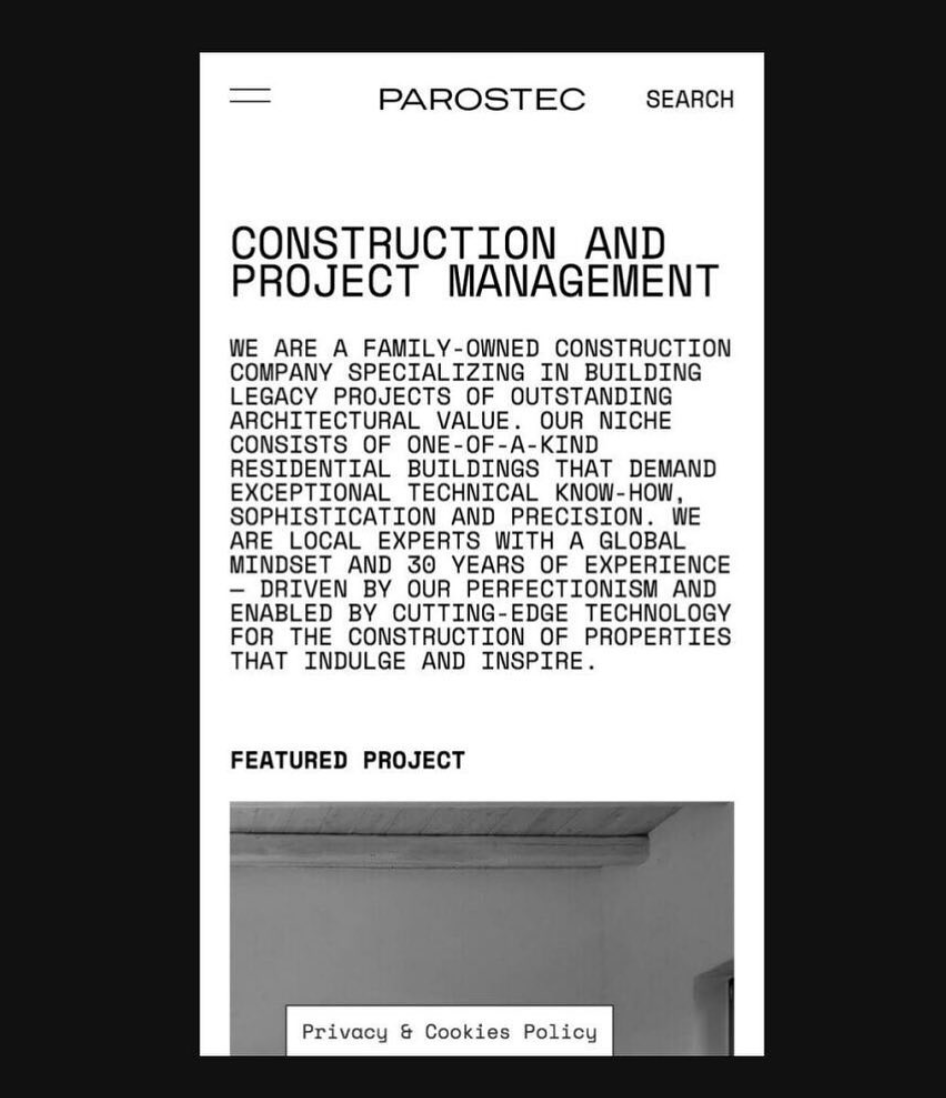 PAROSTEC
SEARCH
CONSTRUCTION AND
PROJECT MANAGEMENT
WE ARE A FAMILY-OWNED CONSTRUCTION
COMPANY SPECIALIZING IN BUILDING
LEGACY PROJECTS OF OUTSTANDING
ARCHITECTURAL VALUE. OUR NICHE
CONSISTS OF ONE-OF-A-KIND
RESIDENTIAL BUILDINGS THAT DEMAND
EXCEPTIONAL TECHNICAL KNOW-HOW,
SOPHISTICATION AND PRECISION. WE
ARE LOCAL EXPERTS WITH A GLOBAL
MINDSET AND 30 YEARS OF EXPERIENCE
— DRIVEN BY OUR PERFECTIONISM AND
ENABLED BY CUTTING-EDGE TECHNOLOGY
FOR THE CONSTRUCTION OF PROPERTIES
THAT INDULGE AND INSPIRE.
FEATURED PROJECT
Privacy & Cookies Policy